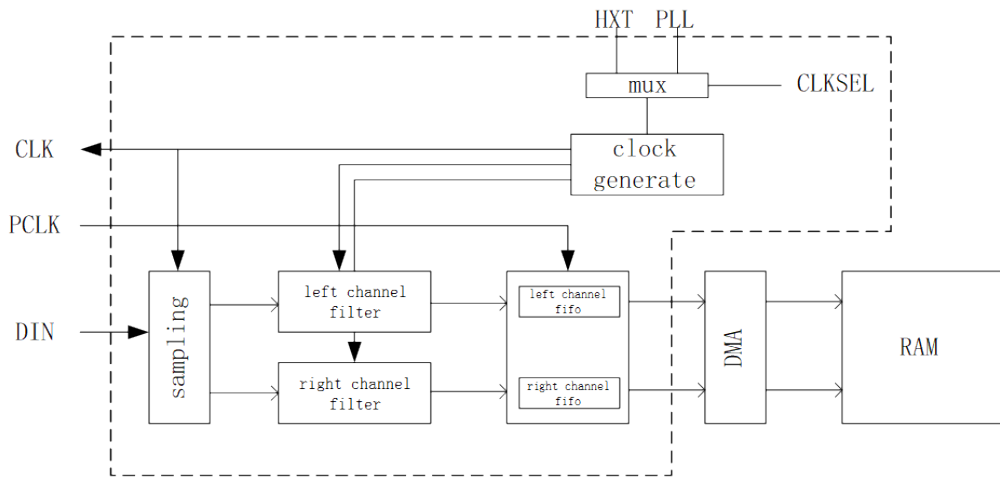 HXT PLL
mux
CLKSEL
CLK
clock
generate
PCLK
sampling
left channel
filter
left channel
fifo
DIN
DMA
RAM
right channel
filter
right channel
fifo